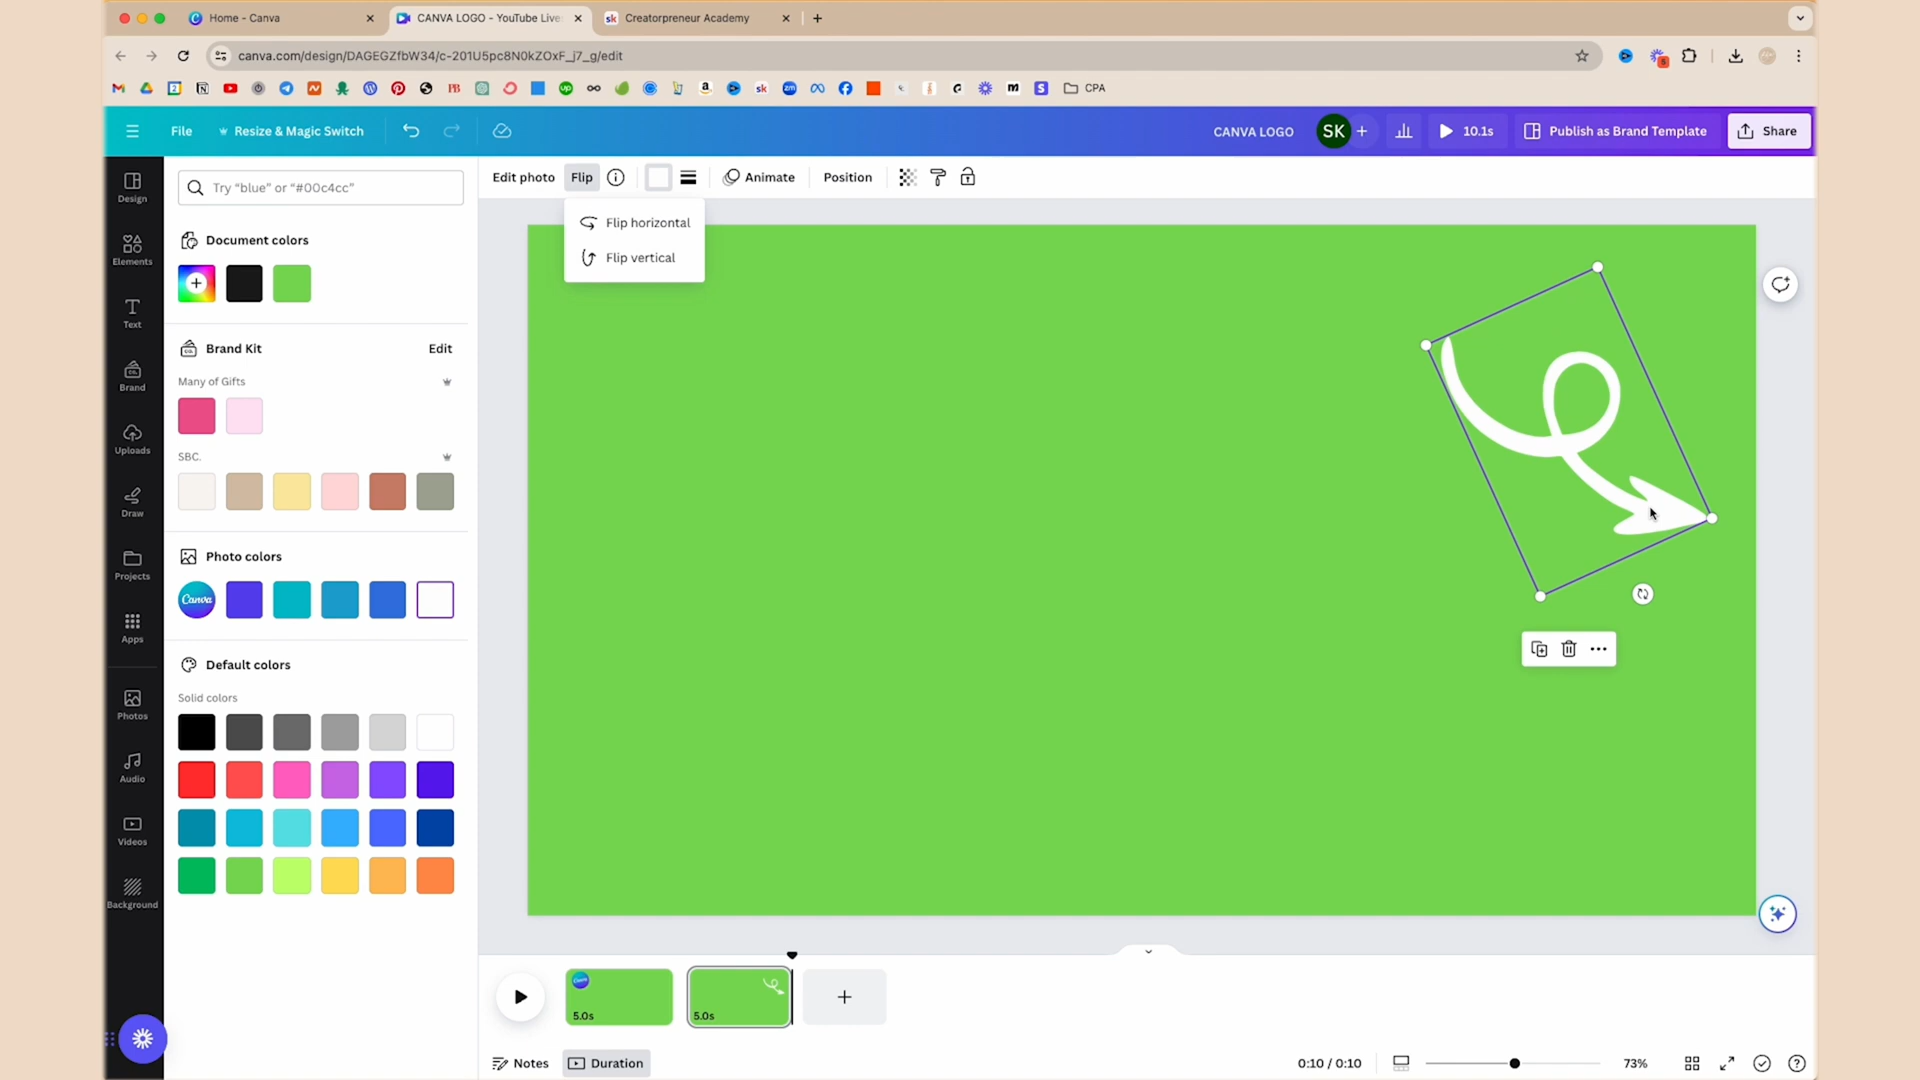 Home - Canva
CANVA LOGO - YouTube Live
sk
Creatorpreneur Academy
canva.com/design/DAGEGZfbW34/c-201U5pc8N0kZOxF_j7_g/edit
CPA
File
Resize & Magic Switch
CANVA LOGO
SK
10.1s
Publish as Brand Template
Share
Design
Elements
Text
Brand
Uploads
Draw
Projects
Apps
Photos
Audio
Videos
Background
Try “blue” or “#00c4cc”
Document colors
Brand Kit
Edit
Many of Gifts
SBC.
Photo colors
Canva
Default colors
Solid colors
Edit photo
Flip
Animate
Position
Flip horizontal
Flip vertical
5.0s
5.0s
Notes
Duration
0:10 / 0:10
73%